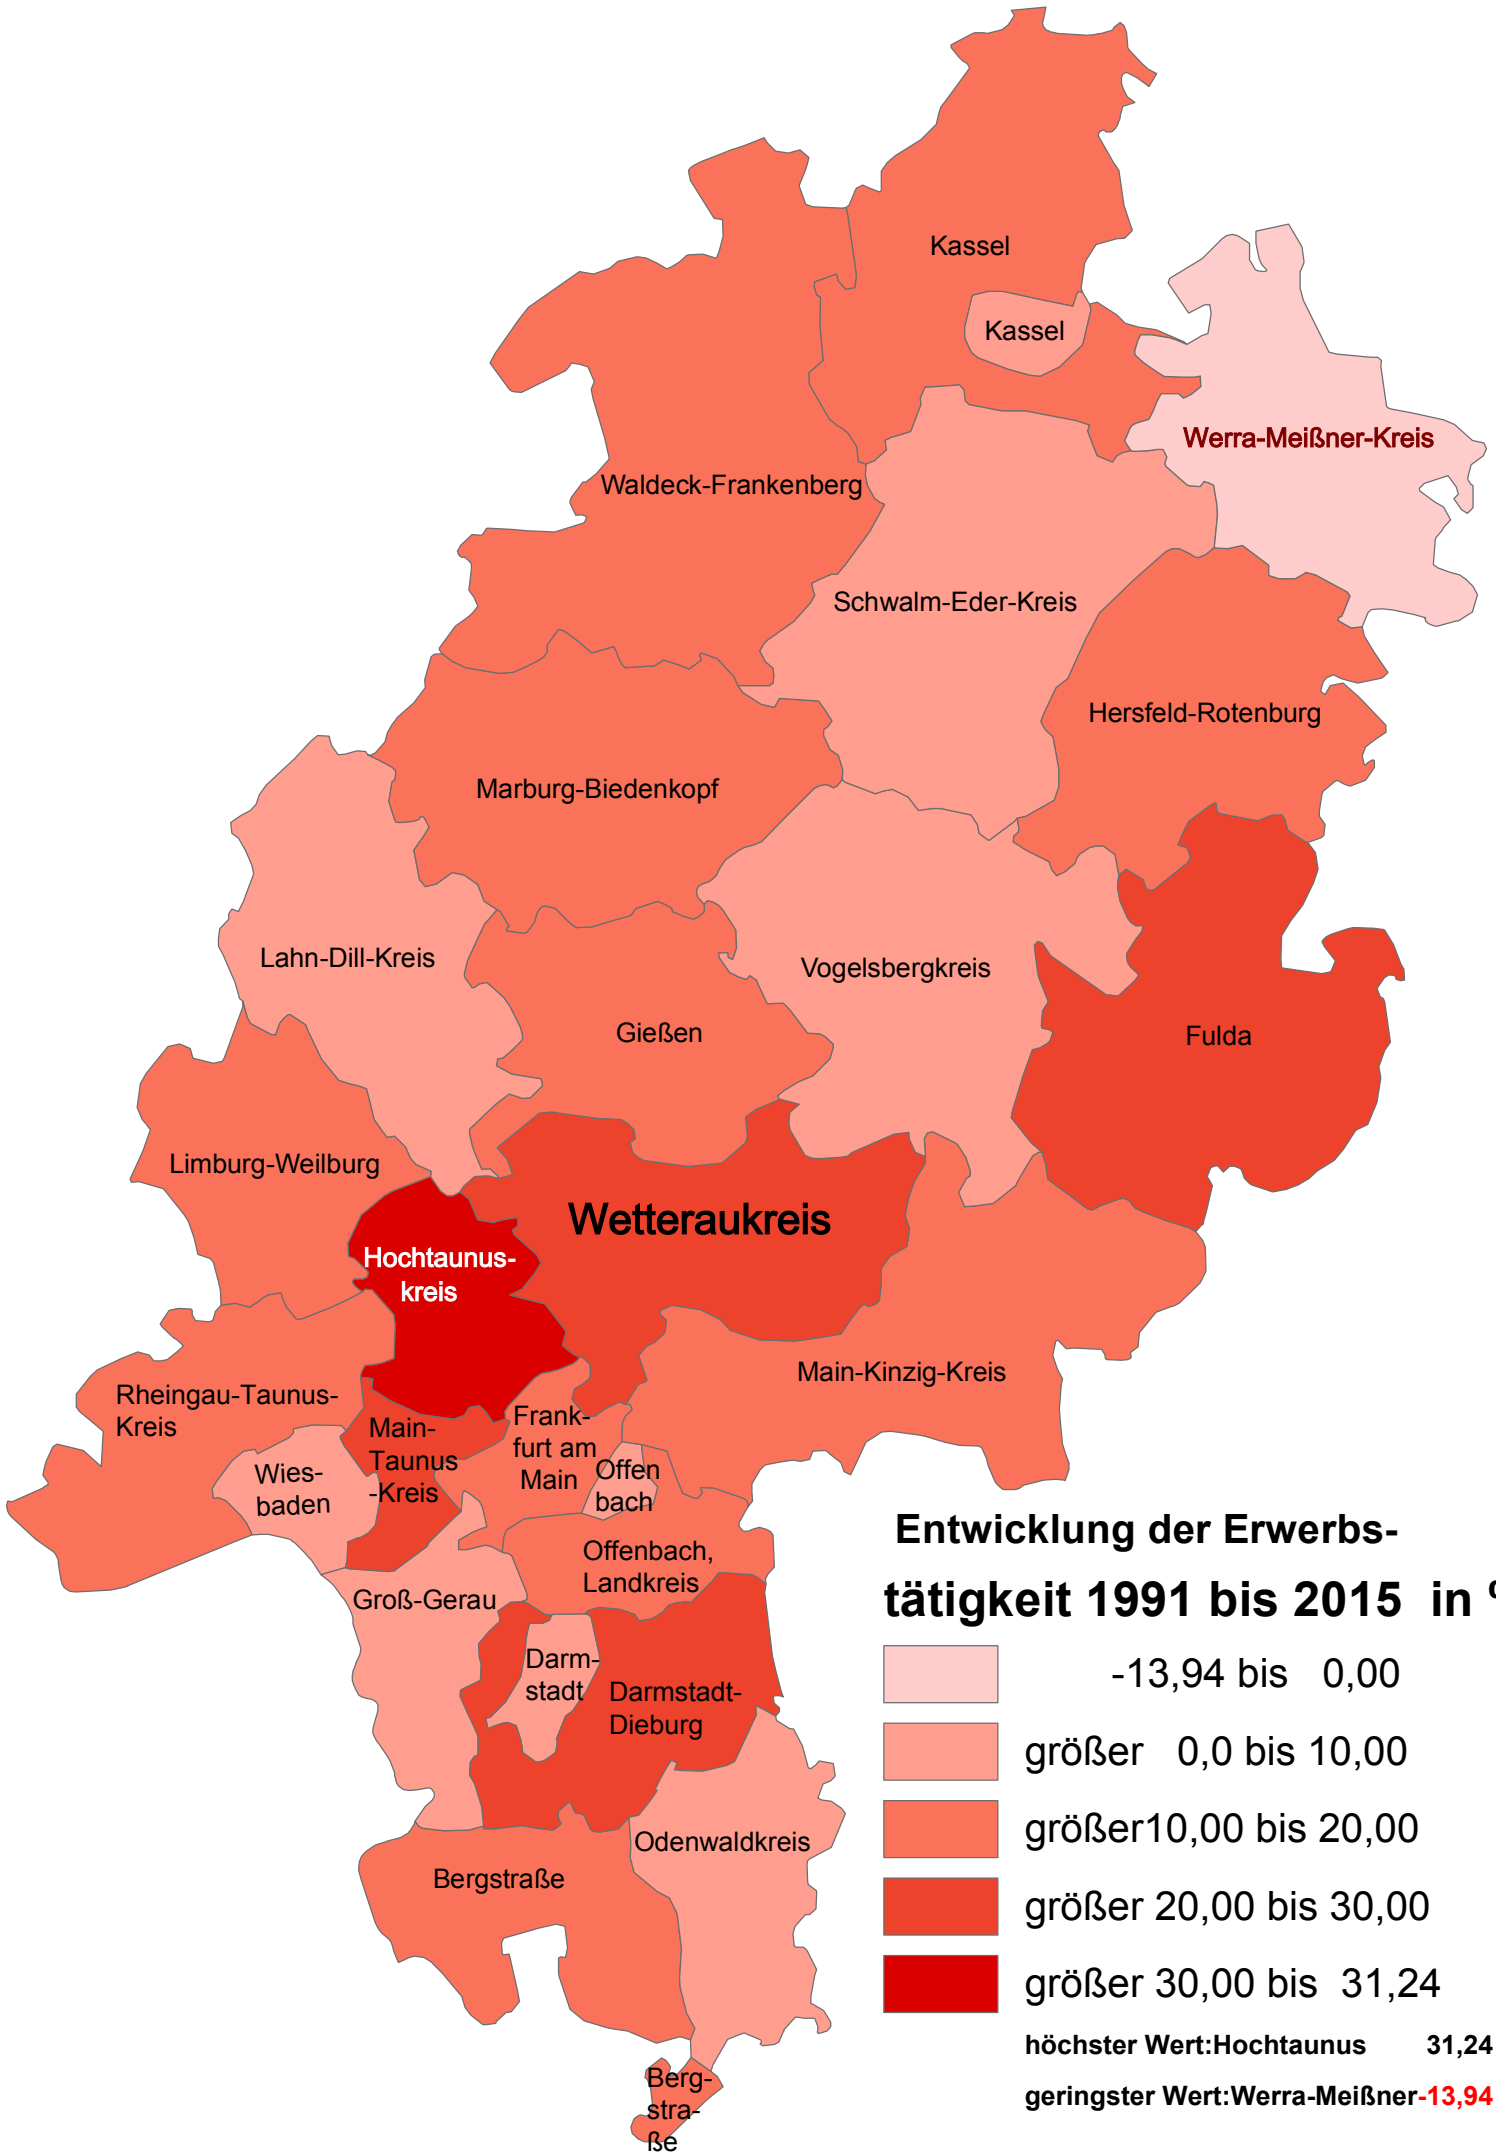 Kassel
Kassel
Werra-Meißner-Kreis
Waldeck-Frankenberg
Schwalm-Eder-Kreis
Hersfeld-Rotenburg
Marburg-Biedenkopf
Lahn-Dill-Kreis
Vogelsbergkreis
Gießen
Fulda
Limburg-Weilburg
Wetteraukreis
Hochtaunus-
kreis
Main-Kinzig-Kreis
Rheingau-Taunus-
Kreis
Main-
Taunus
-Kreis
Frank-
furt am
Main
Offen
bach
Wies-
baden
Offenbach,
Landkreis
Groß-Gerau
Darm-
stadt
Darmstadt-
Dieburg
Odenwaldkreis
Bergstraße
Berg-
stra-
ße
Entwicklung der Erwerbs-
tätigkeit 1991 bis 2015 in
-13,94 bis 0,00
größer 0,0 bis 10,00
größer10,00 bis 20,00
größer 20,00 bis 30,00
größer 30,00 bis 31,24
höchster Wert:Hochtaunus 31,24
geringster Wert:Werra-Meißner-13,94